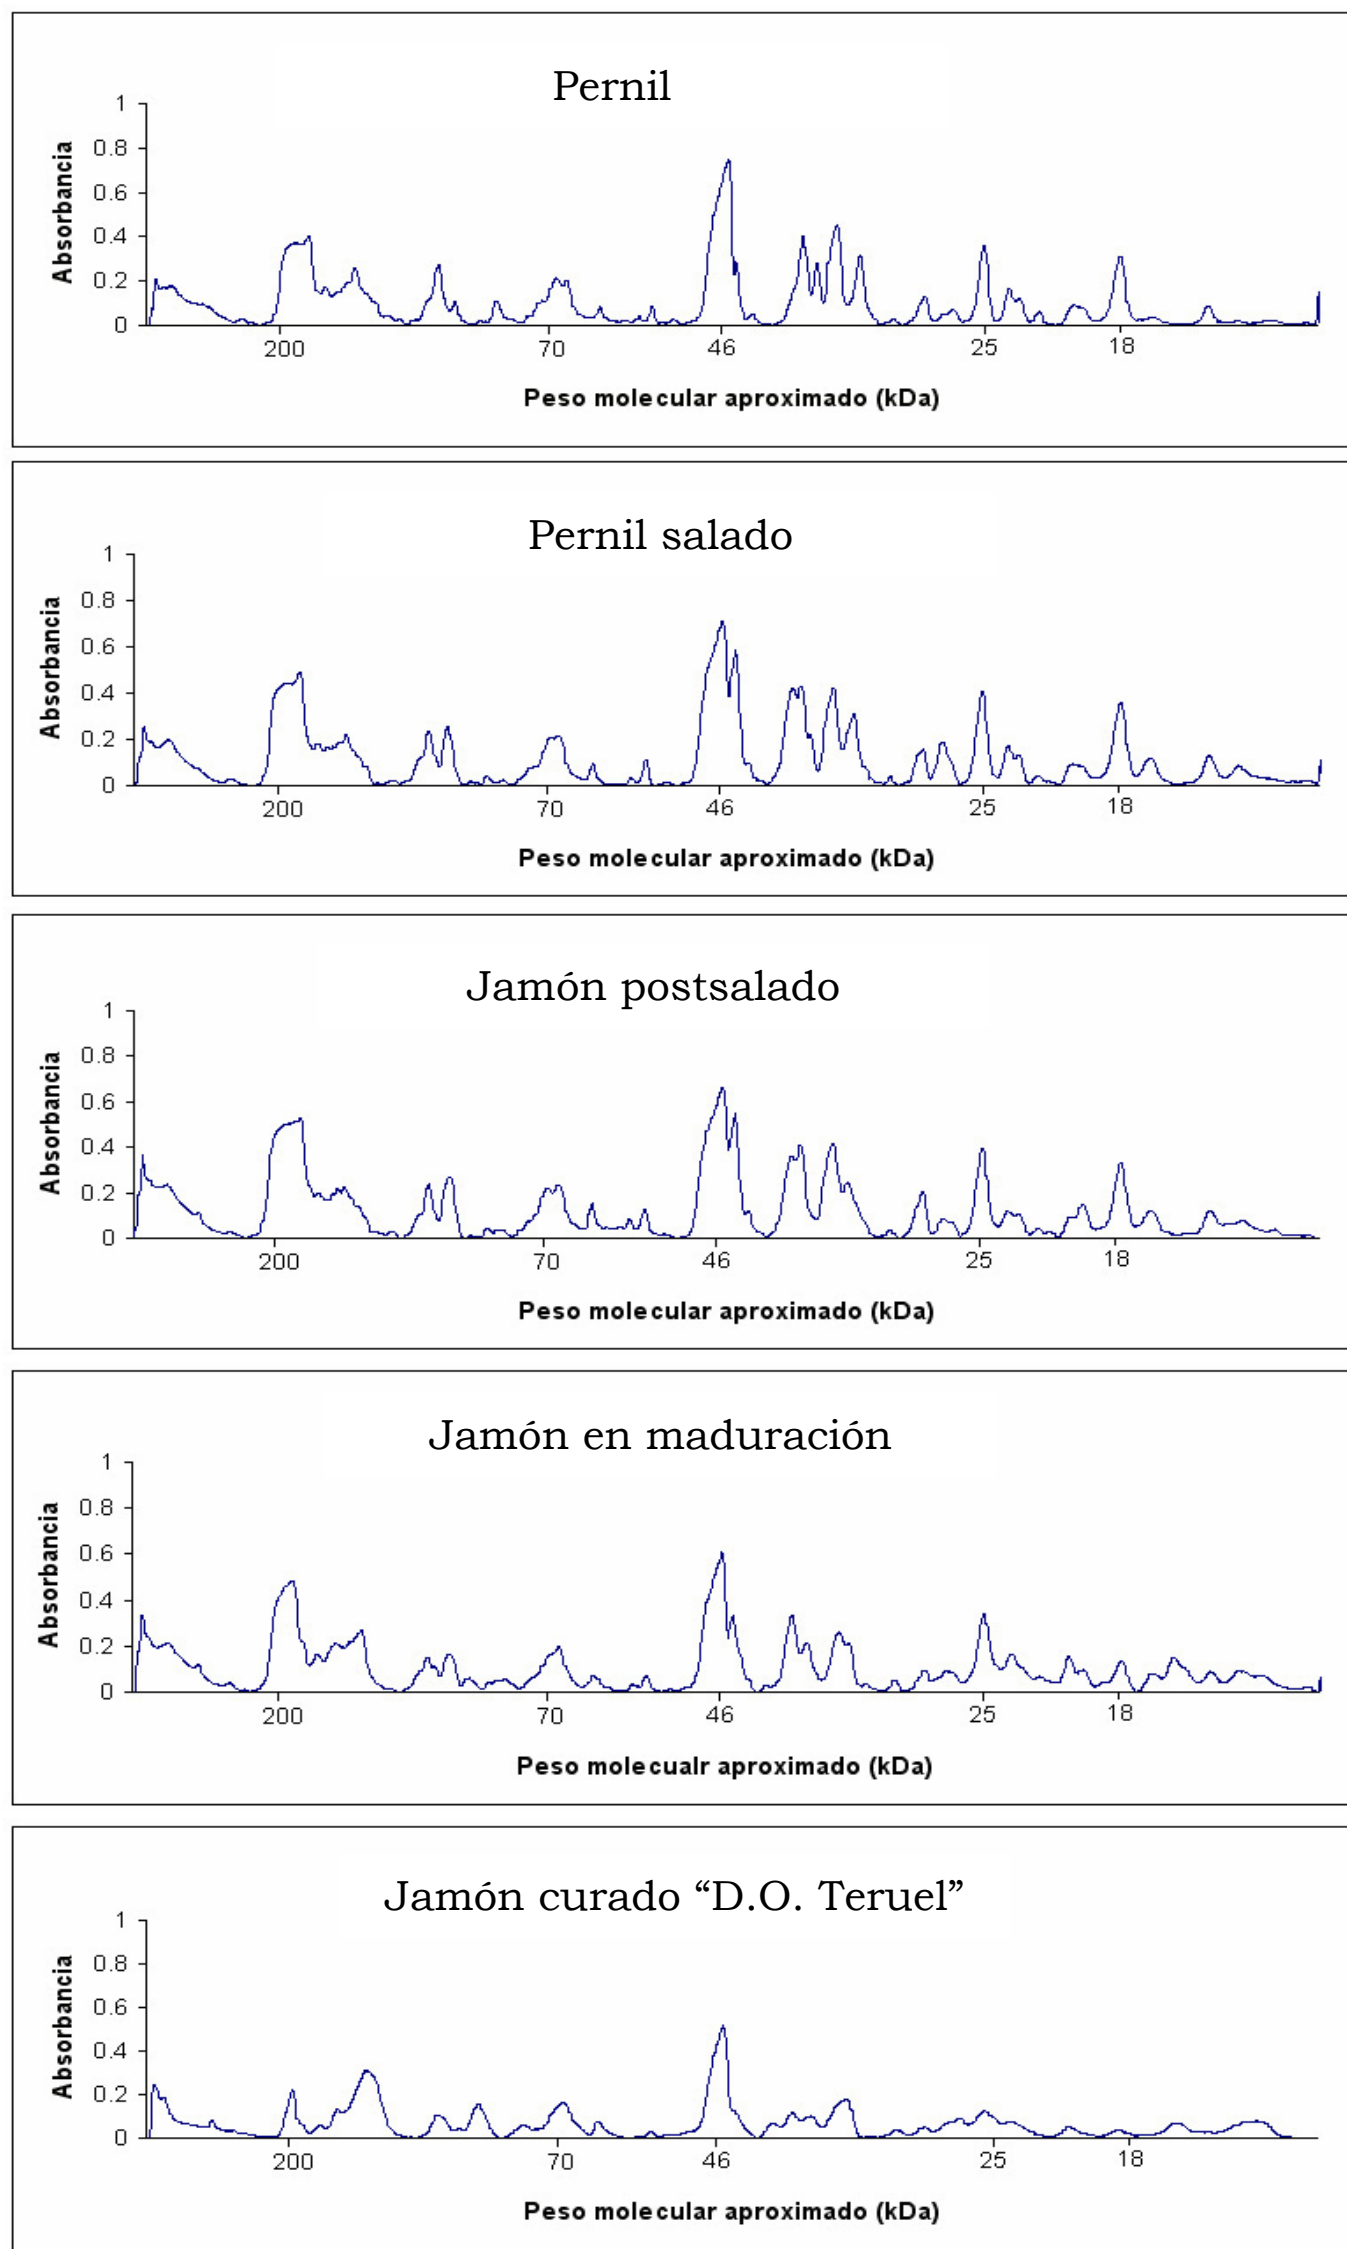 Pernil
1
0.8
0.6
0.4
0.2
0
Absorbancia
200 70 46 25 18
Peso molecular aproximado (kDa)
Pernil salado
1
0.8
0.6
0.4
0.2
0
Absorbancia
200 70 46 25 18
Peso molecular aproximado (kDa)
Jamón postsalado
1
0.8
0.6
0.4
0.2
0
Absorbancia
200 70 46 25 18
Peso molecular aproximado (kDa)
Jamón en maduración
1
0.8
0.6
0.4
0.2
0
Absorbancia
200 70 46 25 18
Peso molecualr aproximado (kDa)
Jamón curado “D.O. Teruel”
1
0.8
0.6
0.4
0.2
0
Absorbancia
200 70 46 25 18
Peso molecular aproximado (kDa)